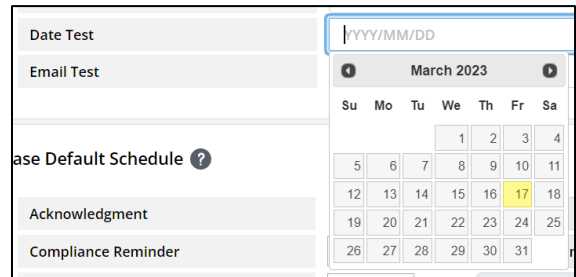 Date Test
YYYY/MM/DD
Email Test
March 2023
Su Mo Tu We Th Fr Sa
1 2 3 4
5 6 7 8 9 10 11
12 13 14 15 16 17 18
19 20 21 22 23 24 25
26 27 28 29 30 31
ase Default Schedule ?
Acknowledgment
Compliance Reminder